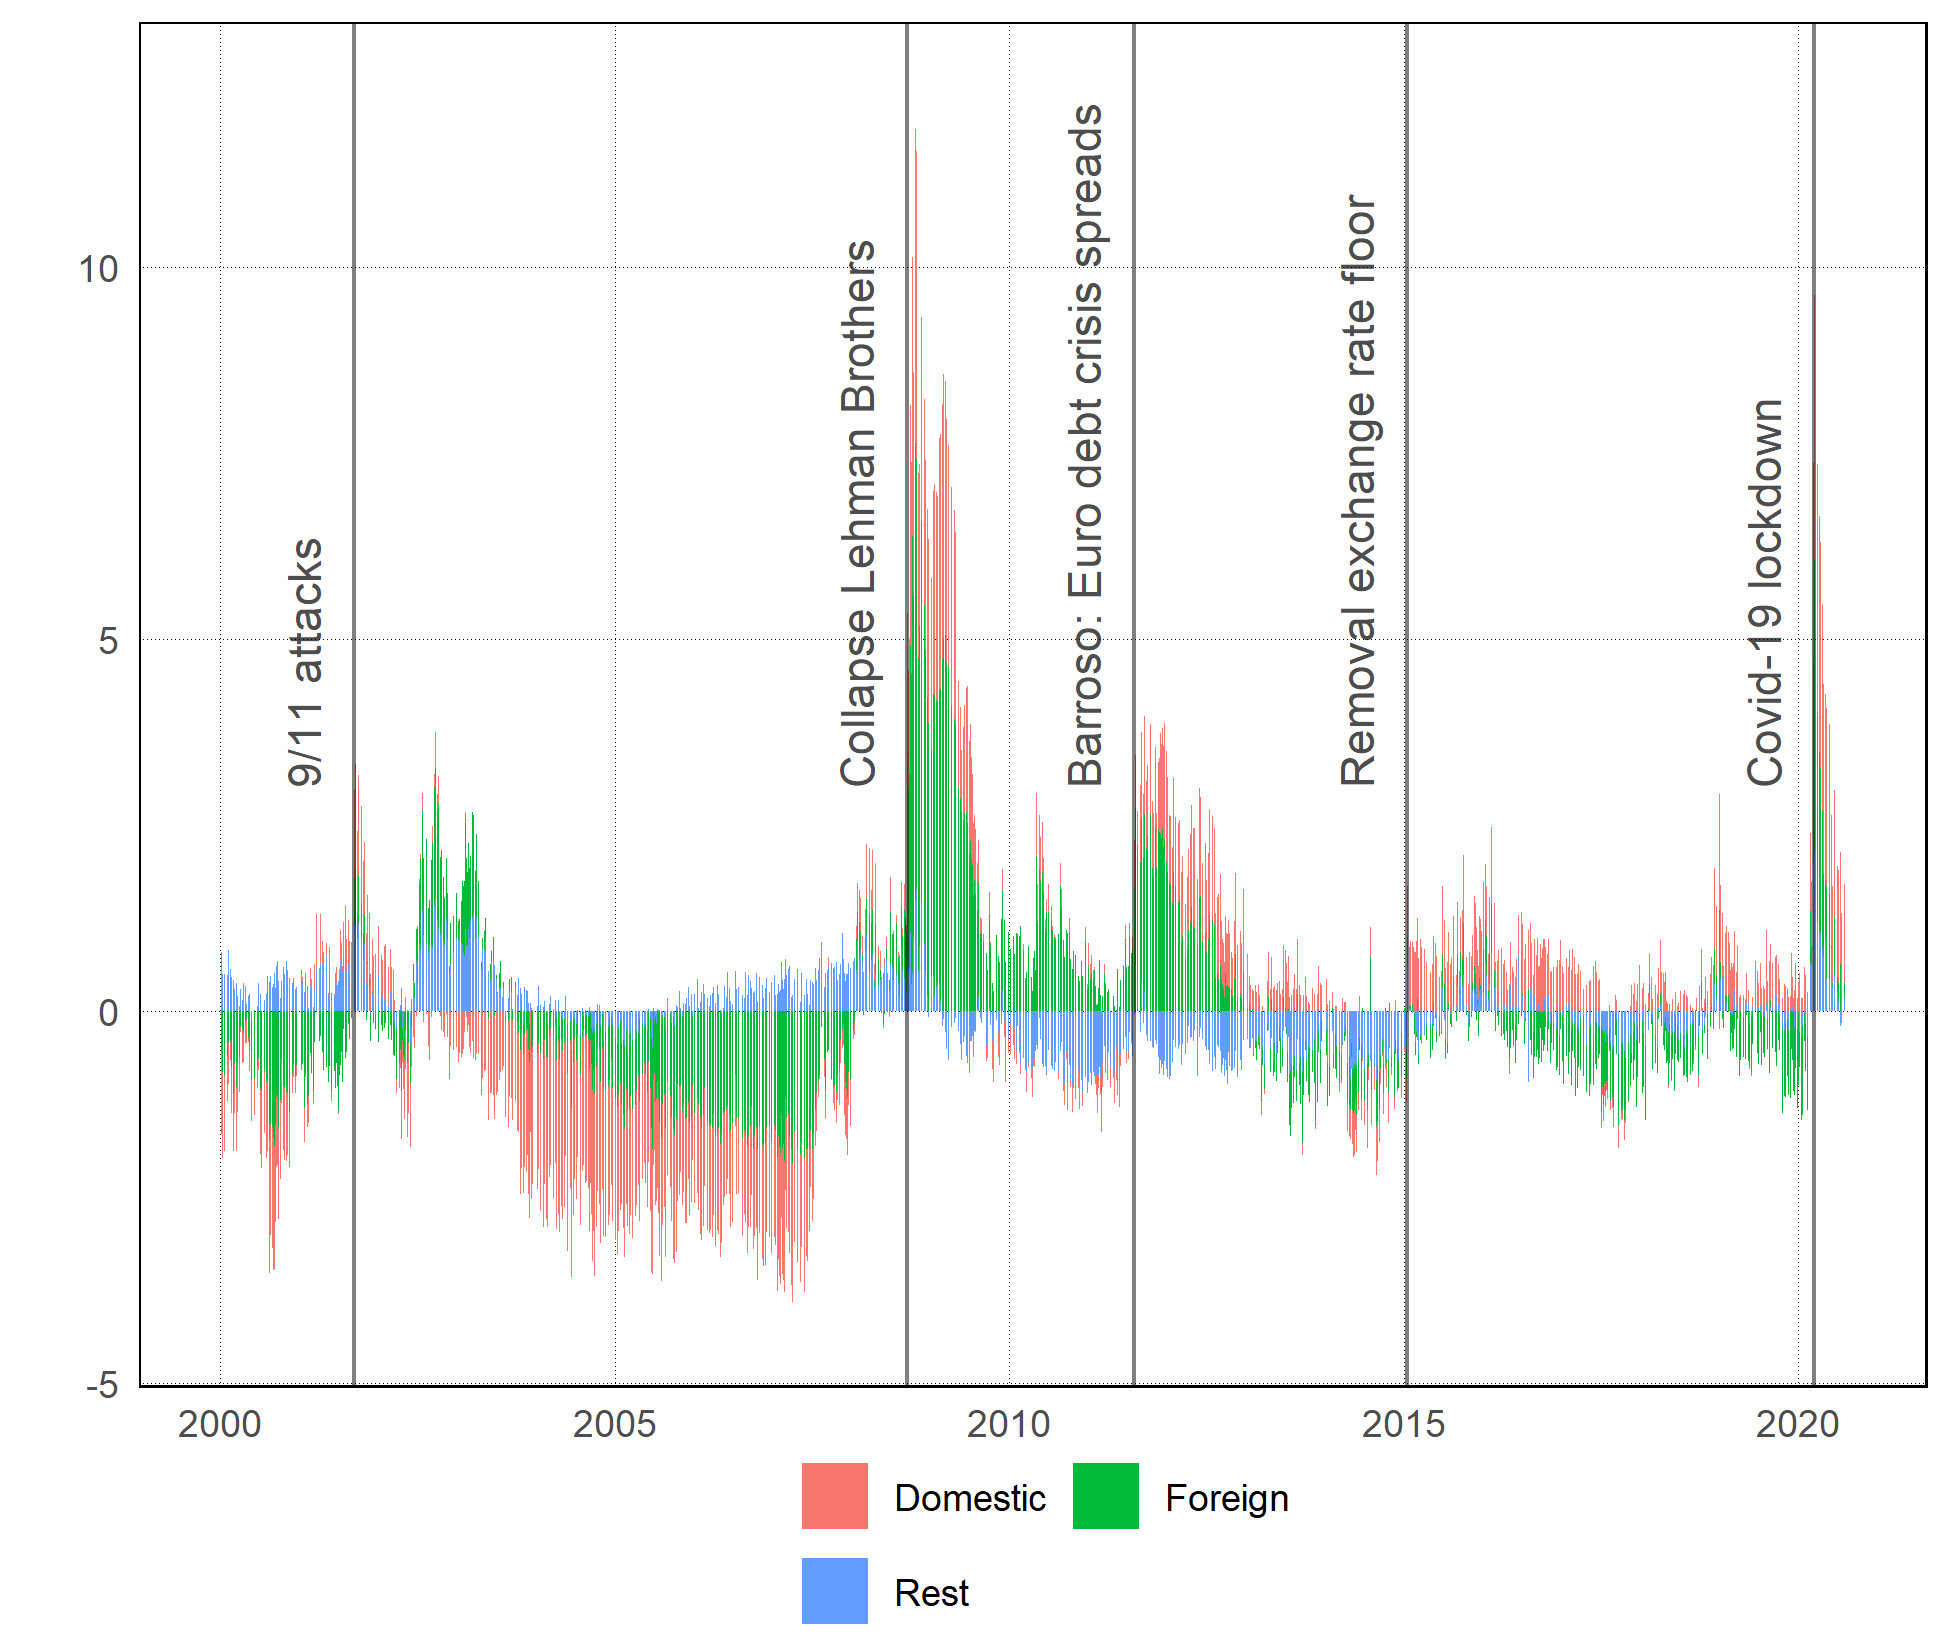 10
5
0
-5
9/11 attacks
Collapse Lehman Brothers
Barroso: Euro debt crisis spreads
Removal exchange rate floor
Covid-19 lockdown
2000
2005
2010
2015
2020
Domestic
Foreign
Rest